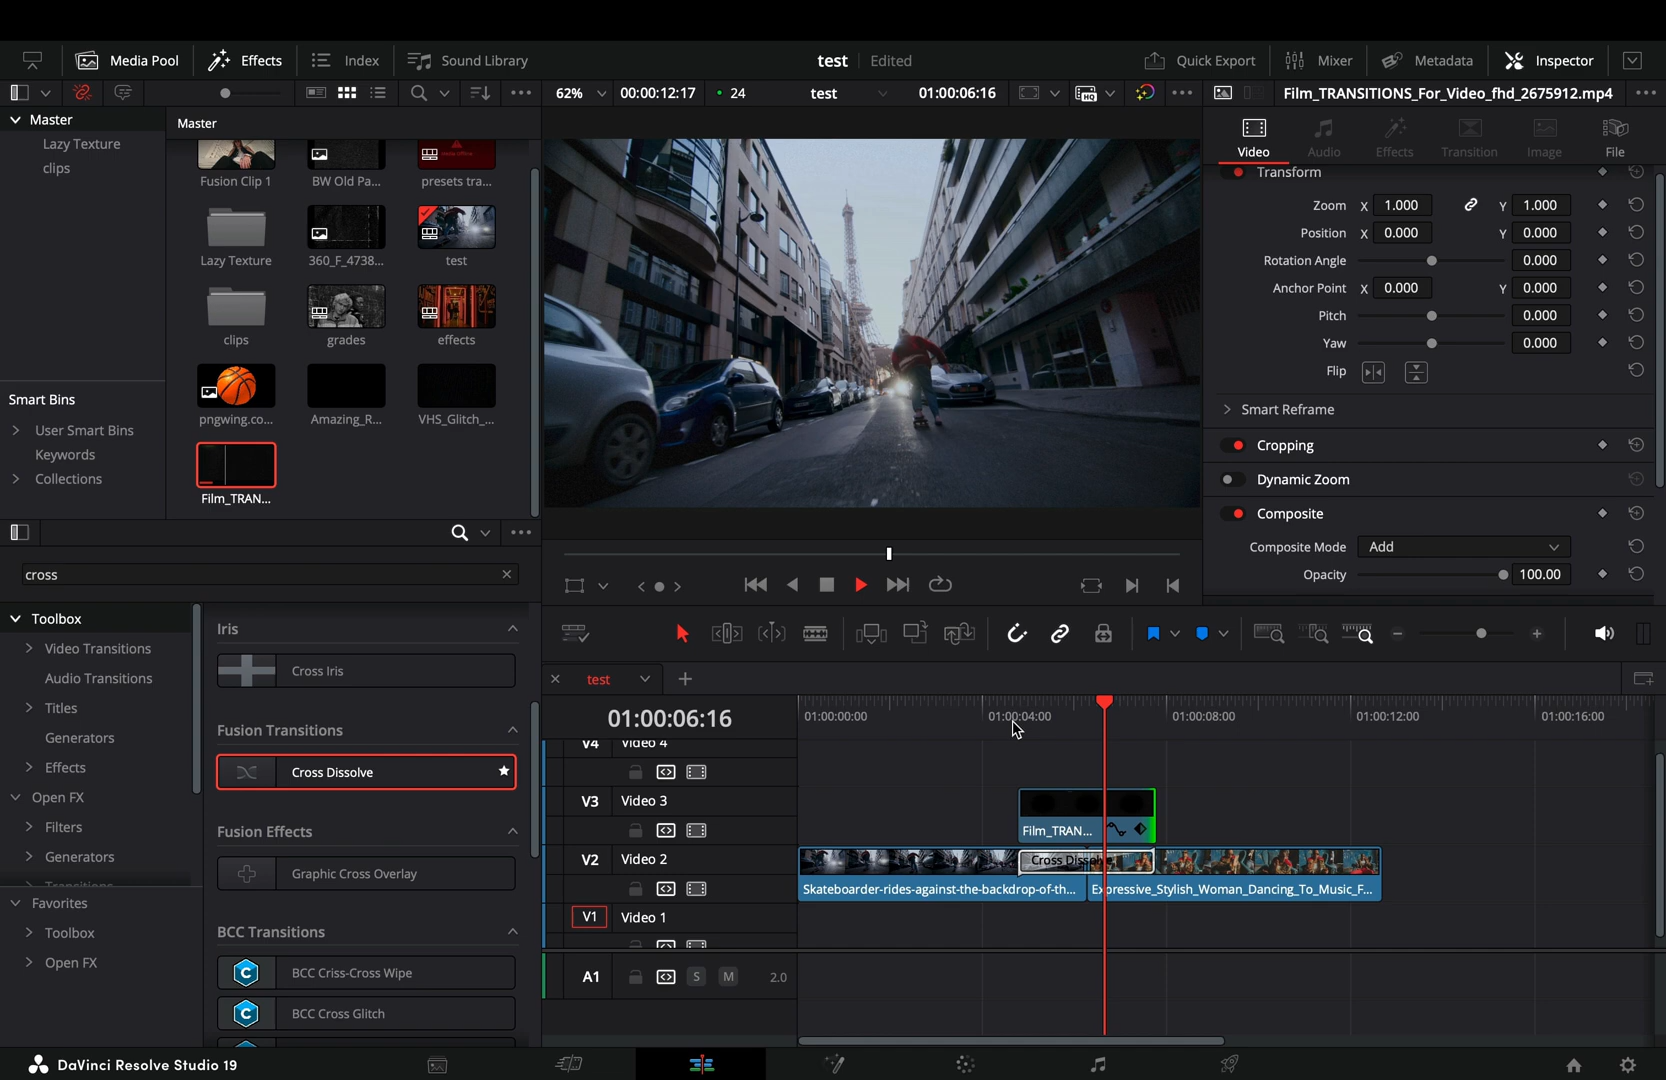 Media Pool
Effects
Index
Sound Library
test
Edited
Quick Export
Mixer
Metadata
Inspector
62%
00:00:12:17
24
test
01:00:06:16
Film_TRANSITIONS_For_Video_fhd_2675912.mp4
Master
Lazy Texture
clips
Master
Fusion Clip 1
BW Old Pa...
presets tra...
Lazy Texture
360_F_4738...
test
clips
grades
effects
pngwing.co...
Amazing_R...
VHS_Glitch_...
Film_TRAN...
Smart Bins
User Smart Bins
Keywords
Collections
Video
Audio
Effects
Transition
Image
File
Transform
Zoom X 1.000 Y 1.000
Position X 0.000 Y 0.000
Rotation Angle 0.000
Anchor Point X 0.000 Y 0.000
Pitch 0.000
Yaw 0.000
Flip
Smart Reframe
Cropping
Dynamic Zoom
Composite
Composite Mode Add
Opacity 100.00
cross
Toolbox
Video Transitions
Audio Transitions
Titles
Generators
Effects
Open FX
Filters
Generators
Transitions
Favorites
Toolbox
Open FX
Iris
Cross Iris
Fusion Transitions
Cross Dissolve
Fusion Effects
Graphic Cross Overlay
BCC Transitions
BCC Criss-Cross Wipe
BCC Cross Glitch
test
01:00:06:16
01:00:00:00
01:00:04:00
01:00:08:00
01:00:12:00
01:00:16:00
V4 Video 4
V3 Video 3
Film_TRAN...
V2 Video 2
Cross Dissolve
Skateboarder-rides-against-the-backdrop-of-th...
Expressive_Stylish_Woman_Dancing_To_Music_F...
V1 Video 1
A1 S M 2.0
DaVinci Resolve Studio 19